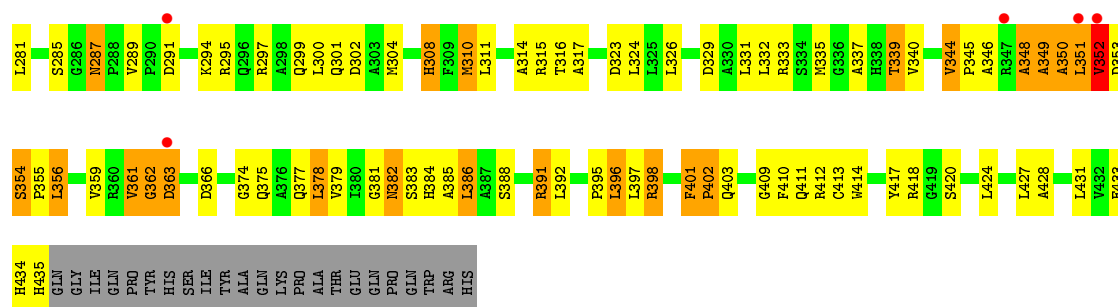 L281 S285 G286 N287 P288 V289 P290 D291 K294 R295 Q296 R297 A298 Q299 L300 Q301 D302 A303 M304 H308 F309 M310 L311 A314 R315 T316 A317 D323 L324 L325 L326 D329 A330 L331 L332 R333 S334 M335 G336 A337 H338 T339 V340 V344 P345 A346 R347 A348 A349 A350 L351 V352 D353
S354 P355 L356 V359 R360 V361 G362 D363 D366 G374 Q375 A376 Q377 L378 V379 I380 G381 N382 S383 H384 A385 L386 A387 S388 R391 L392 P395 L396 L397 R398 F401 P402 Q403 G409 F410 Q411 R412 C413 W414 Y417 R418 G419 S420 L424 L427 A428 L431 V432
H434 H435 GLN GLY ILE GLN PRO TYR HIS SER ILE TYR ALA GLN LYS PRO ALA THR GLU GLN PRO GLN TRP ARG HIS